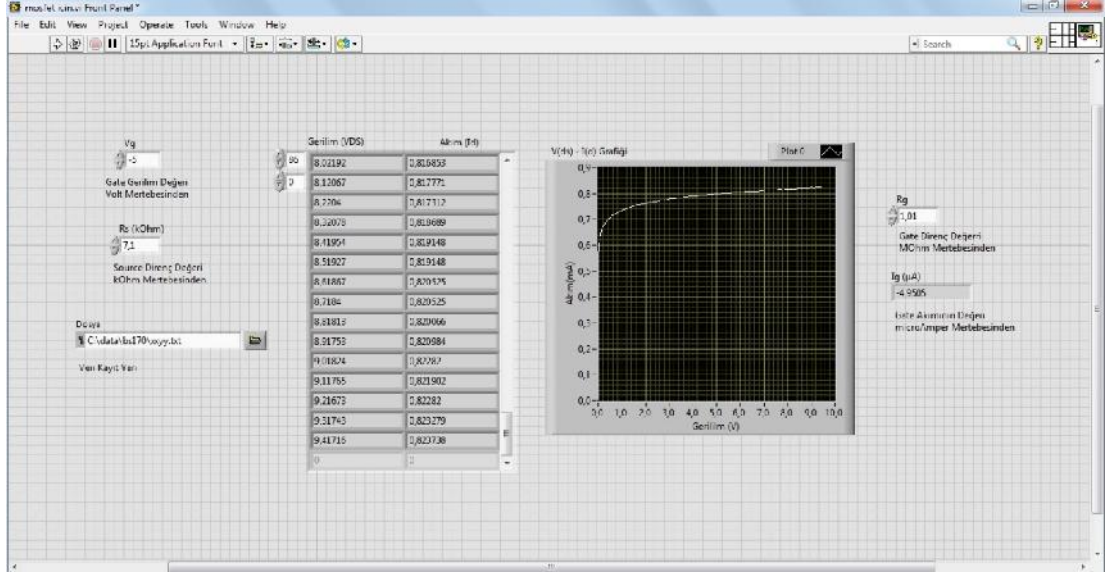 mosfet icin.vi Front Panel *
File Edit View Project Operate Tools Window Help
15pt Application Font
Search
Vg
-5
Gate Gerilim Değeri
Volt Mertebesinden
Rs (kOhm)
7,1
Source Direnç Değeri
kOhm Mertebesinden
Dosya
C:\data\bs170\xxyy.txt
Veri Kayıt Yeri
Gerilim (VDS) Akım (Id)
86
0
8,02192 0,816853
8,12067 0,817771
8,2204 0,817312
8,32078 0,818689
8,41954 0,819148
8,51927 0,819148
8,61867 0,820525
8,7184 0,820525
8,81813 0,820066
8,91753 0,820984
9,01824 0,82282
9,11765 0,821902
9,21673 0,82282
9,31743 0,823279
9,41716 0,823738
0 0
V(ds) - I(d) Grafiği
Plot 0
0,9
0,8
0,7
0,6
0,5
0,4
0,3
0,2
0,1
0,0
Akım(mA)
0,0 1,0 2,0 3,0 4,0 5,0 6,0 7,0 8,0 9,0 10,0
Gerilim (V)
Rg
1,01
Gate Direnç Değeri
MOhm Mertebesinden
Ig (µA)
-4,9505
Gate Akımının Değeri
microAmper Mertebesinden